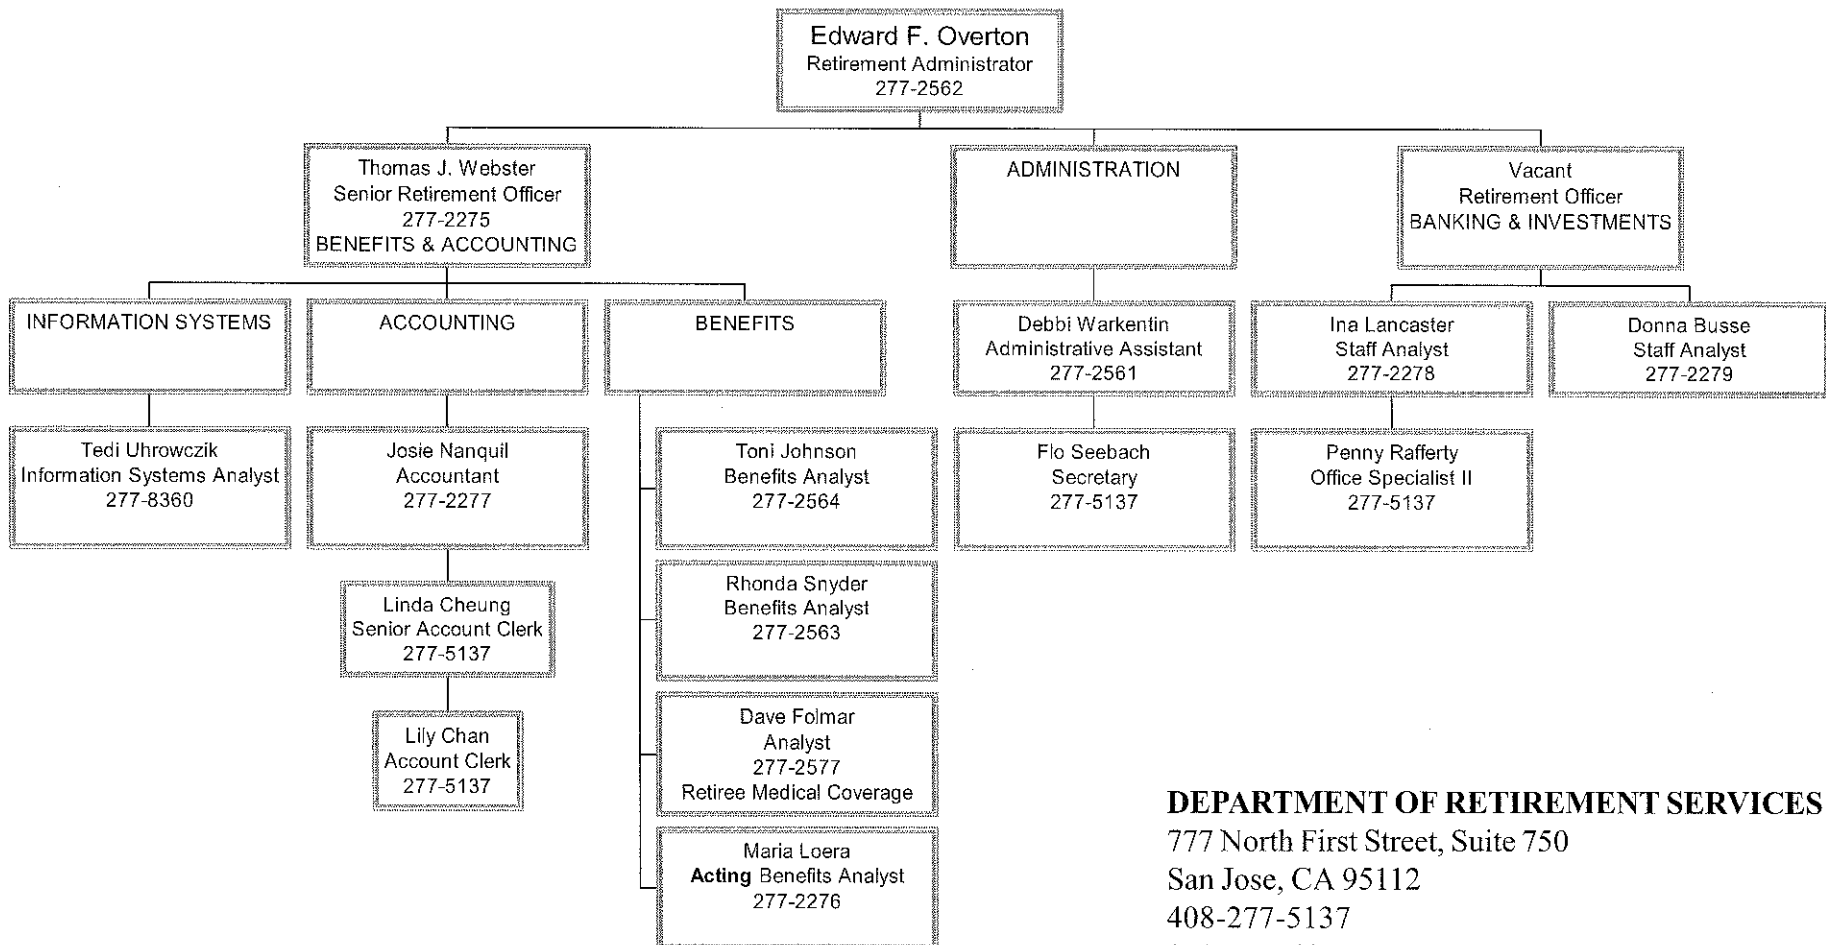 Edward F. Overton
Retirement Administrator
277-2562
Thomas J. Webster
Senior Retirement Officer
277-2275
BENEFITS & ACCOUNTING
ADMINISTRATION
Vacant
Retirement Officer
BANKING & INVESTMENTS
INFORMATION SYSTEMS
ACCOUNTING
BENEFITS
Debbi Warkentin
Administrative Assistant
277-2561
Ina Lancaster
Staff Analyst
277-2278
Donna Busse
Staff Analyst
277-2279
Tedi Uhrowczik
Information Systems Analyst
277-8360
Josie Nanquil
Accountant
277-2277
Toni Johnson
Benefits Analyst
277-2564
Flo Seebach
Secretary
277-5137
Penny Rafferty
Office Specialist II
277-5137
Linda Cheung
Senior Account Clerk
277-5137
Rhonda Snyder
Benefits Analyst
277-2563
Lily Chan
Account Clerk
277-5137
Dave Folmar
Analyst
277-2577
Retiree Medical Coverage
Maria Loera
Acting Benefits Analyst
277-2276
DEPARTMENT OF RETIREMENT SERVICES
777 North First Street, Suite 750
San Jose, CA 95112
408-277-5137